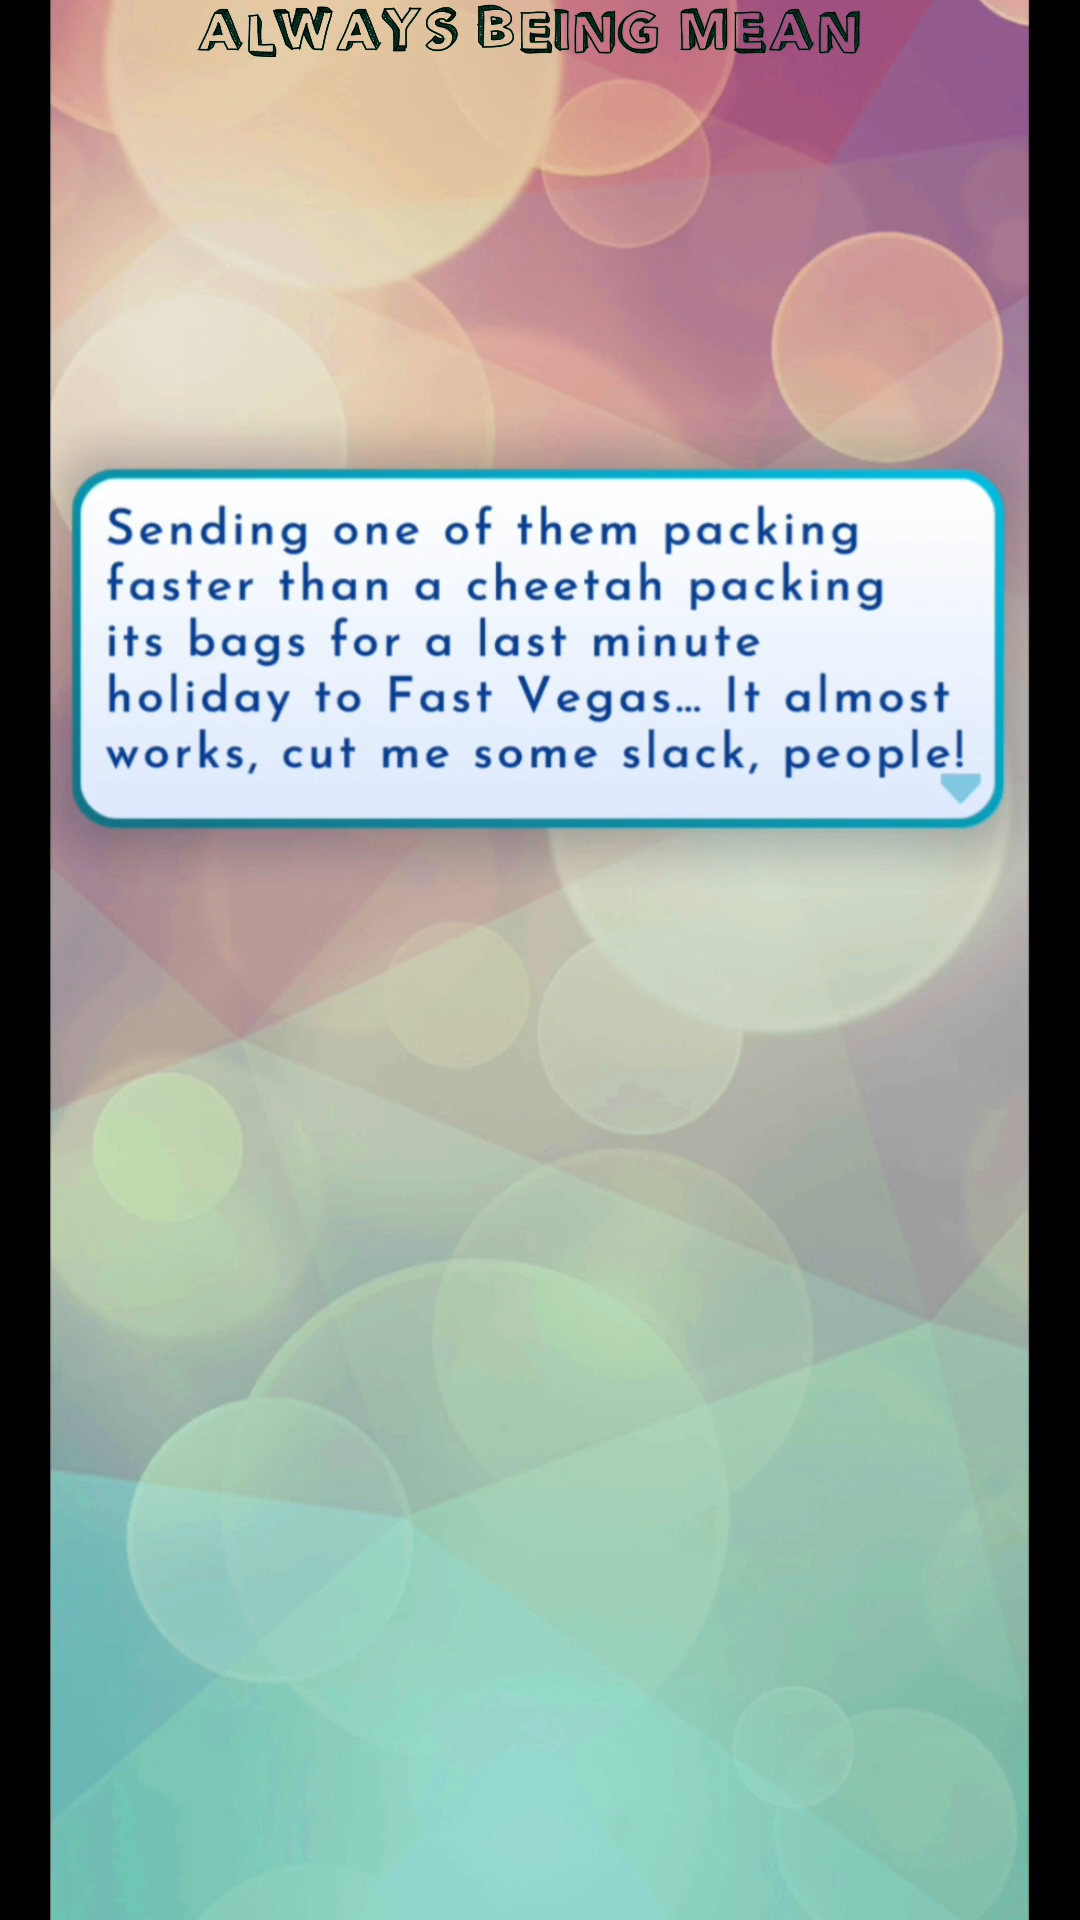 ALWAYS BEING MEAN
Sending one of them packing
faster than a cheetah packing
its bags for a last minute
holiday to Fast Vegas... It almost
works, cut me some slack, people!